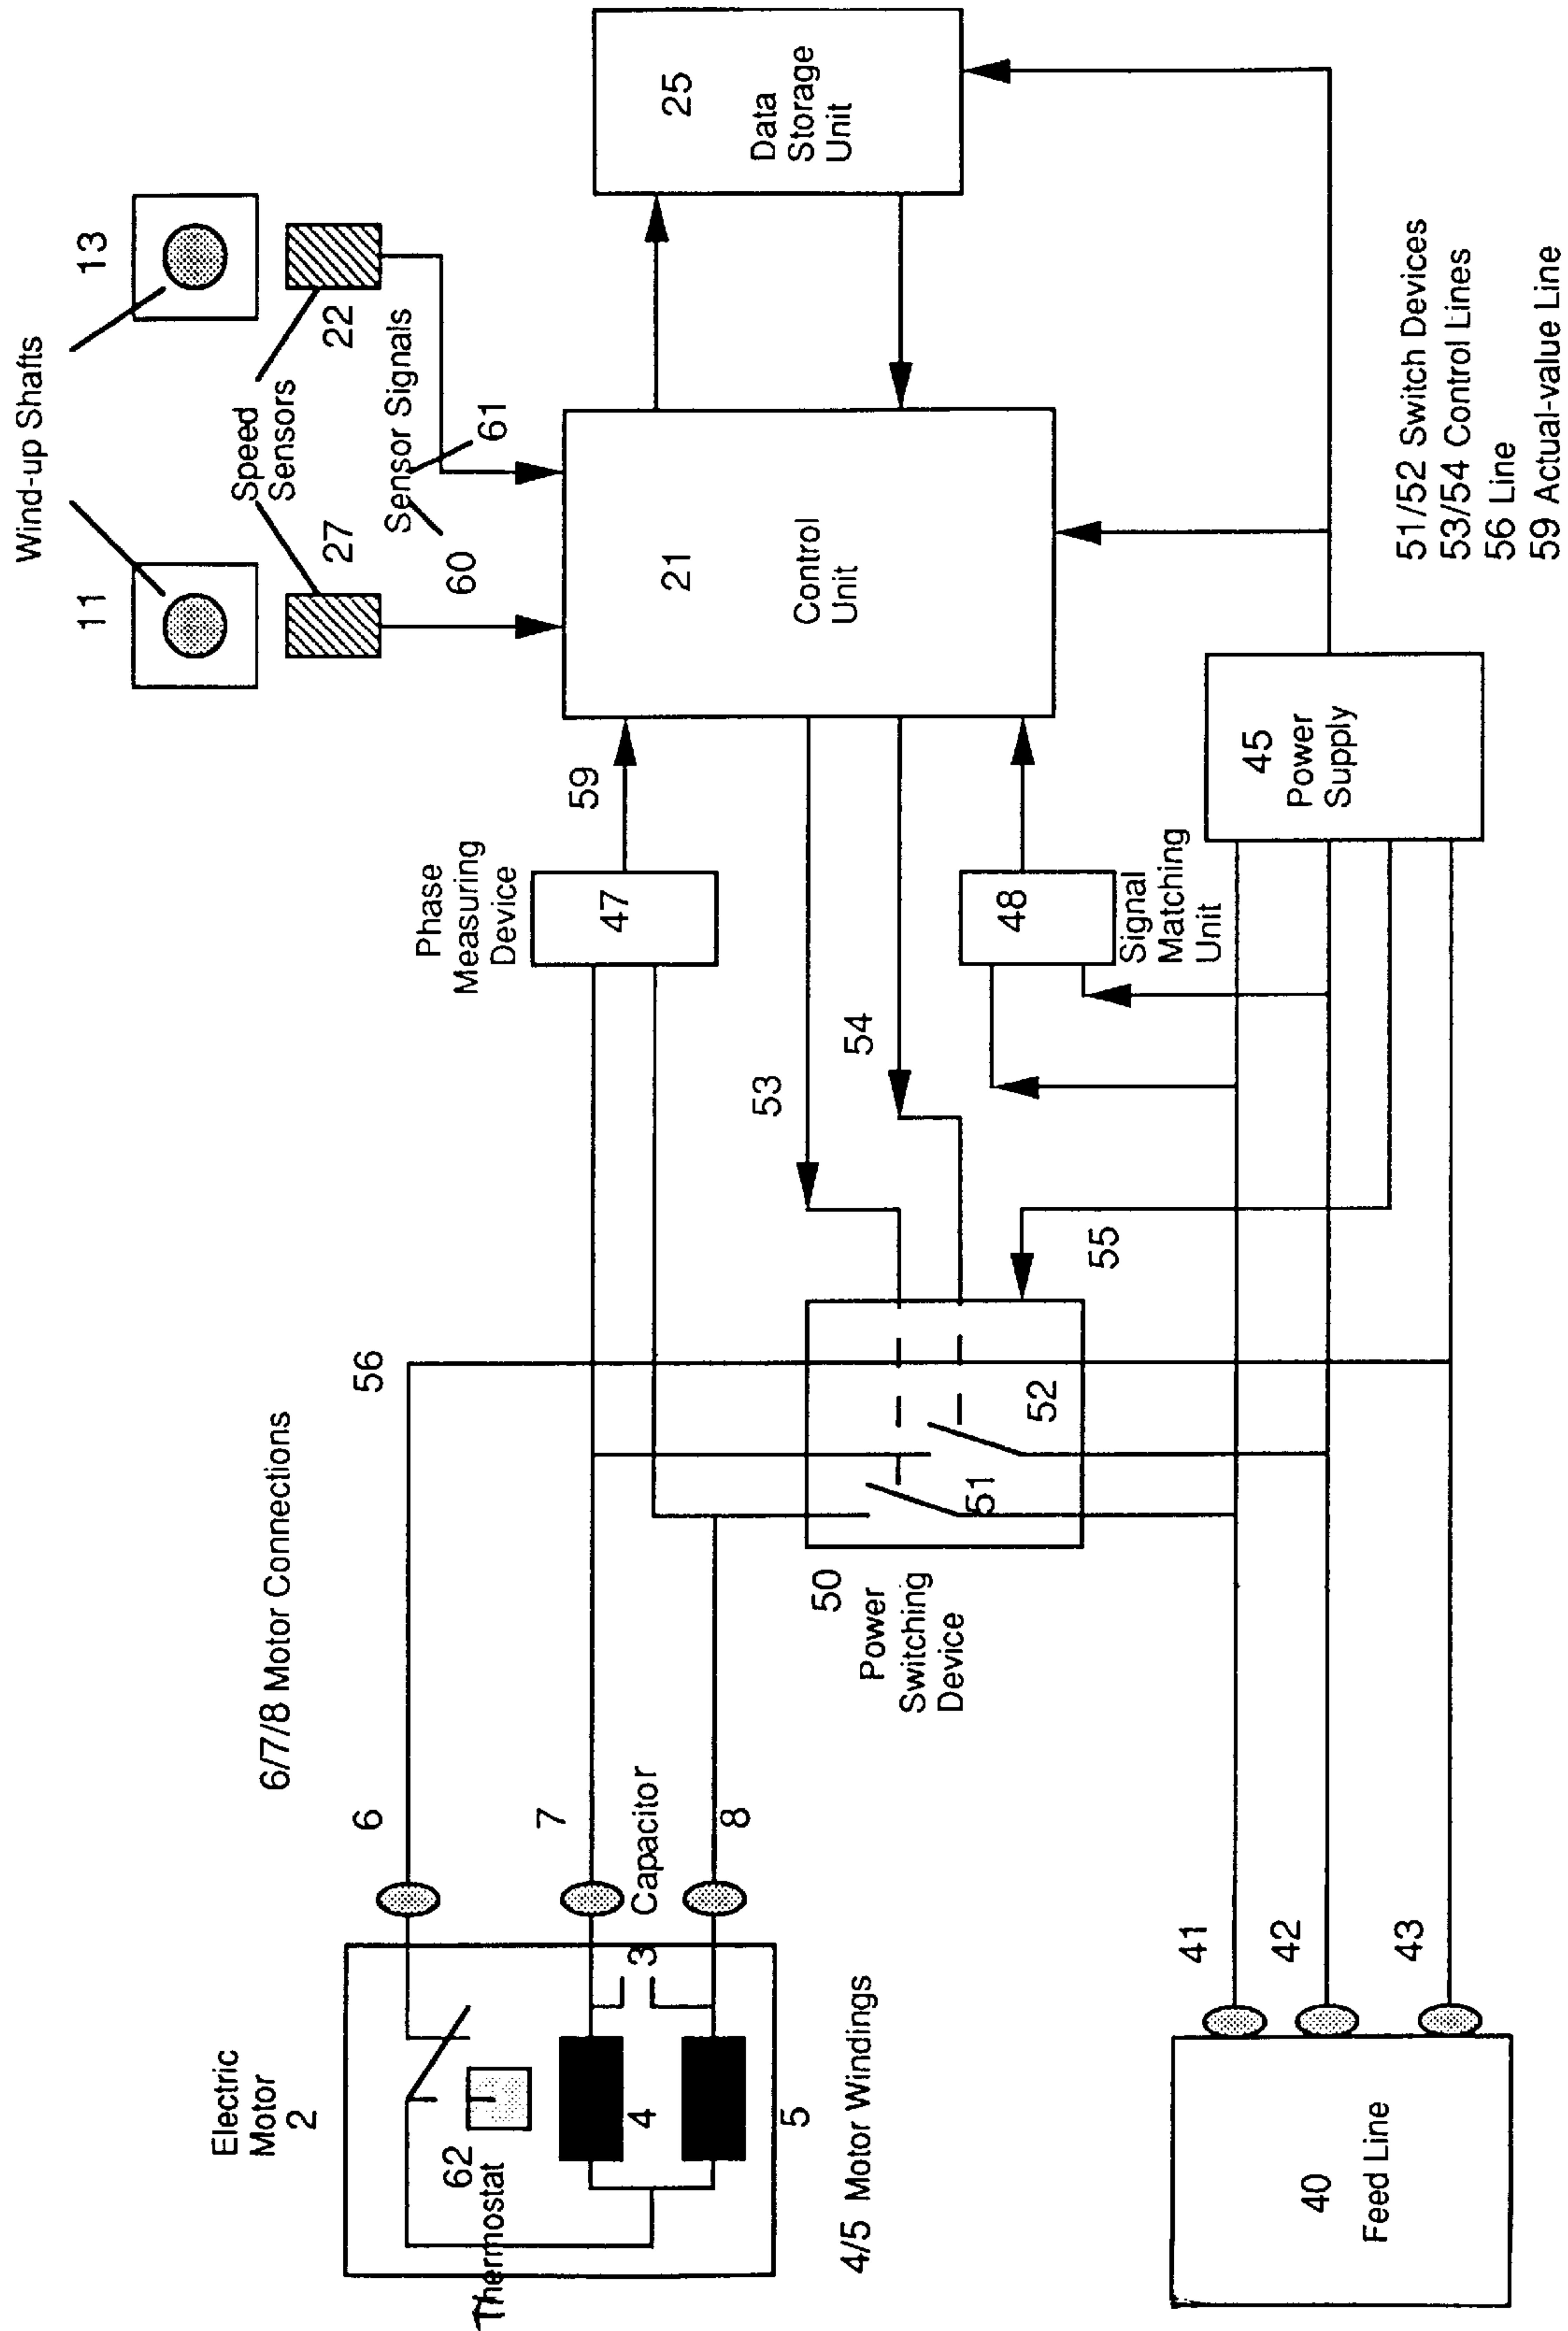 Wind-up Shafts
11
13
Speed
Sensors
27
22
Sensor Signals
60
61
25
Data
Storage
Unit
21
Control
Unit
59
Phase
Measuring
Device
47
53
54
48
Signal
Matching
Unit
45
Power
Supply
55
56
52
51
50
Power
Switching
Device
6/7/8 Motor Connections
6
7
8
Capacitor
3
Electric
Motor
2
62
Thermostat
4
5
4/5 Motor Windings
41
42
43
40
Feed Line
51/52 Switch Devices
53/54 Control Lines
56 Line
59 Actual-value Line